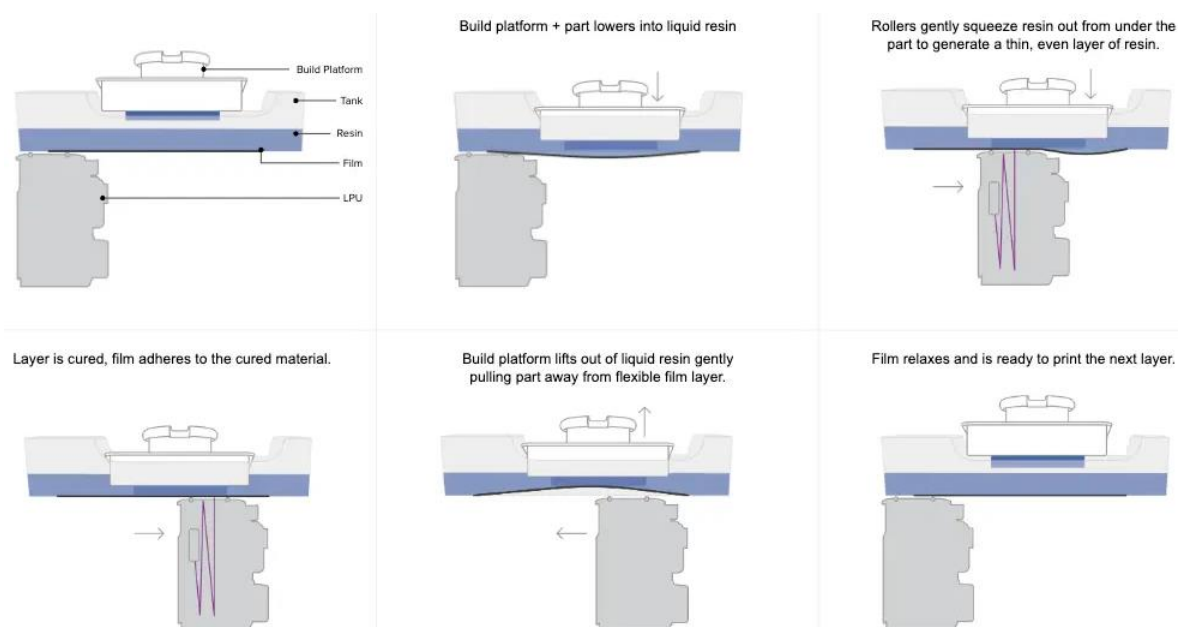 Build Platform
Tank
Resin
Film
LPU
Build platform + part lowers into liquid resin
Rollers gently squeeze resin out from under the
part to generate a thin, even layer of resin.
Layer is cured, film adheres to the cured material.
Build platform lifts out of liquid resin gently
pulling part away from flexible film layer.
Film relaxes and is ready to print the next layer.